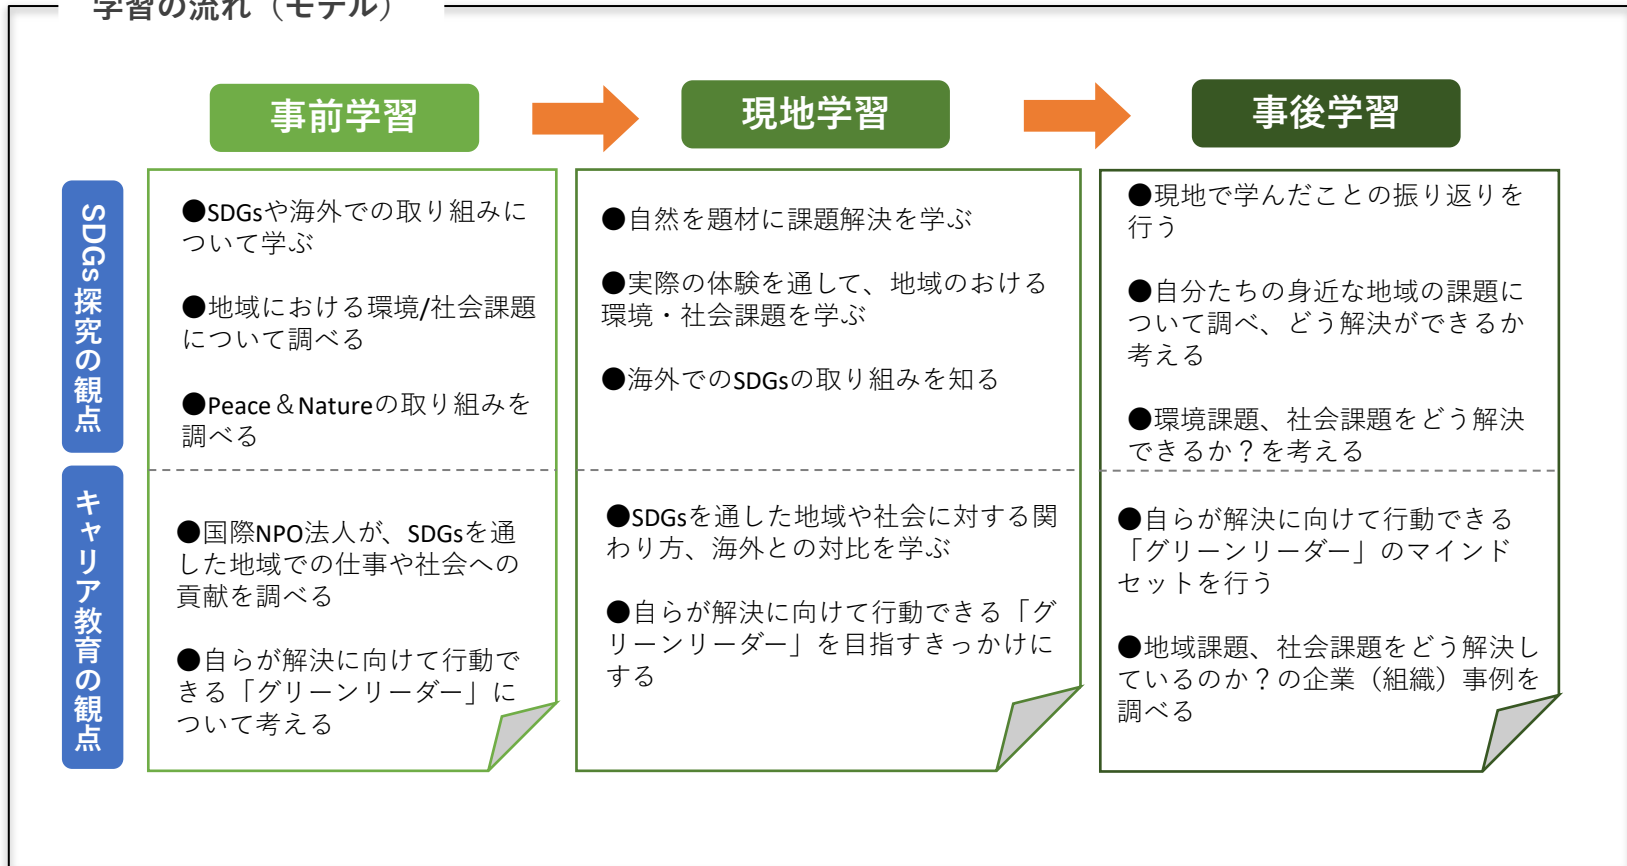 学習の流れ（モデル）
事前学習
現地学習
事後学習
SDGs探究の観点
●SDGsや海外での取り組みに
ついて学ぶ
●地域における環境/社会課題
について調べる
●Peace＆Natureの取り組みを
調べる
●自然を題材に課題解決を学ぶ
●実際の体験を通して、地域のおける
環境・社会課題を学ぶ
●海外でのSDGsの取り組みを知る
●現地で学んだことの振り返りを
行う
●自分たちの身近な地域の課題に
ついて調べ、どう解決ができるか
考える
●環境課題、社会課題をどう解決
できるか？を考える
キャリア教育の観点
●国際NPO法人が、SDGsを通
した地域での仕事や社会への
貢献を調べる
●自らが解決に向けて行動で
きる「グリーンリーダー」に
ついて考える
●SDGsを通した地域や社会に対する関
わり方、海外との対比を学ぶ
●自らが解決に向けて行動できる「グ
リーンリーダー」を目指すきっかけに
する
●自らが解決に向けて行動できる
「グリーンリーダー」のマインド
セットを行う
●地域課題、社会課題をどう解決し
ているのか？の企業（組織）事例を
調べる